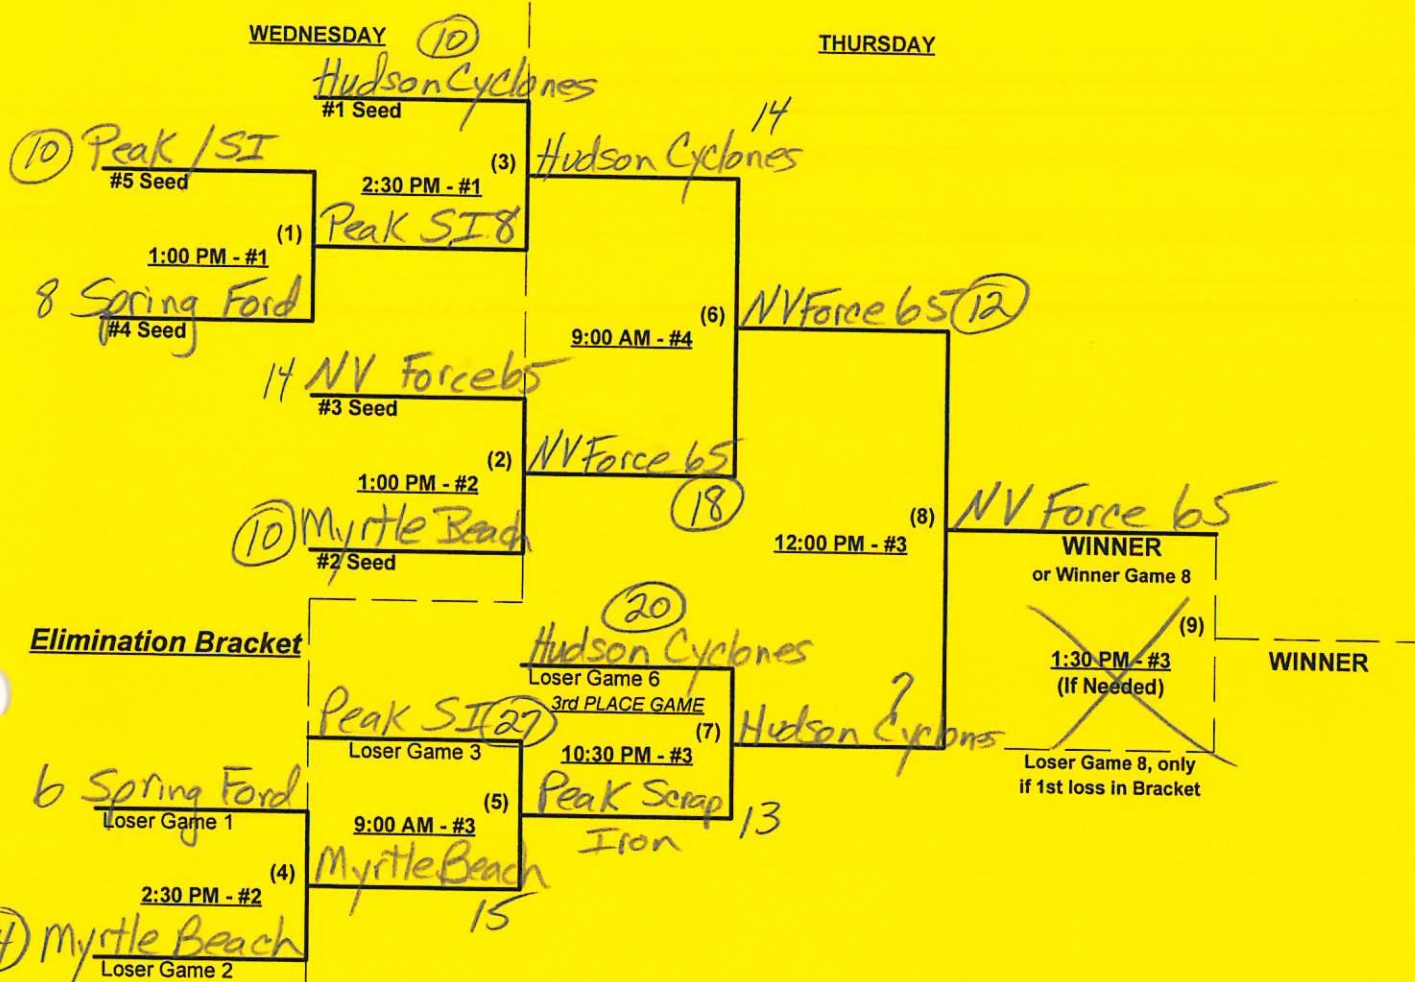 WEDNESDAY
10
THURSDAY
Hudson Cyclones
#1 Seed
14
10 Peak / SI
#5 Seed
(3)
Hudson Cyclones
2:30 PM - #1
(1)
Peak S.I 8
1:00 PM - #1
8 Spring Ford
#4 Seed
(6)
NV Force 65 12
9:00 AM - #4
14 NV Force 65
#3 Seed
(2)
NV Force 65
1:00 PM - #2
18
10 Myrtle Beach
#2 Seed
(8)
NV Force 65
12:00 PM - #3
WINNER
or Winner Game 8
20
Elimination Bracket
Hudson Cyclones
Loser Game 6
(9)
1:30 PM - #3
(If Needed)
WINNER
3rd PLACE GAME
Peak SI 27
Loser Game 3
(7)
?
Hudson Cyclones
10:30 PM - #3
Loser Game 8, only
if 1st loss in Bracket
6 Spring Ford
Loser Game 1
(5)
Peak Scrap
Iron
13
9:00 AM - #3
(4)
Myrtle Beach
15
2:30 PM - #2
Myrtle Beach
Loser Game 2